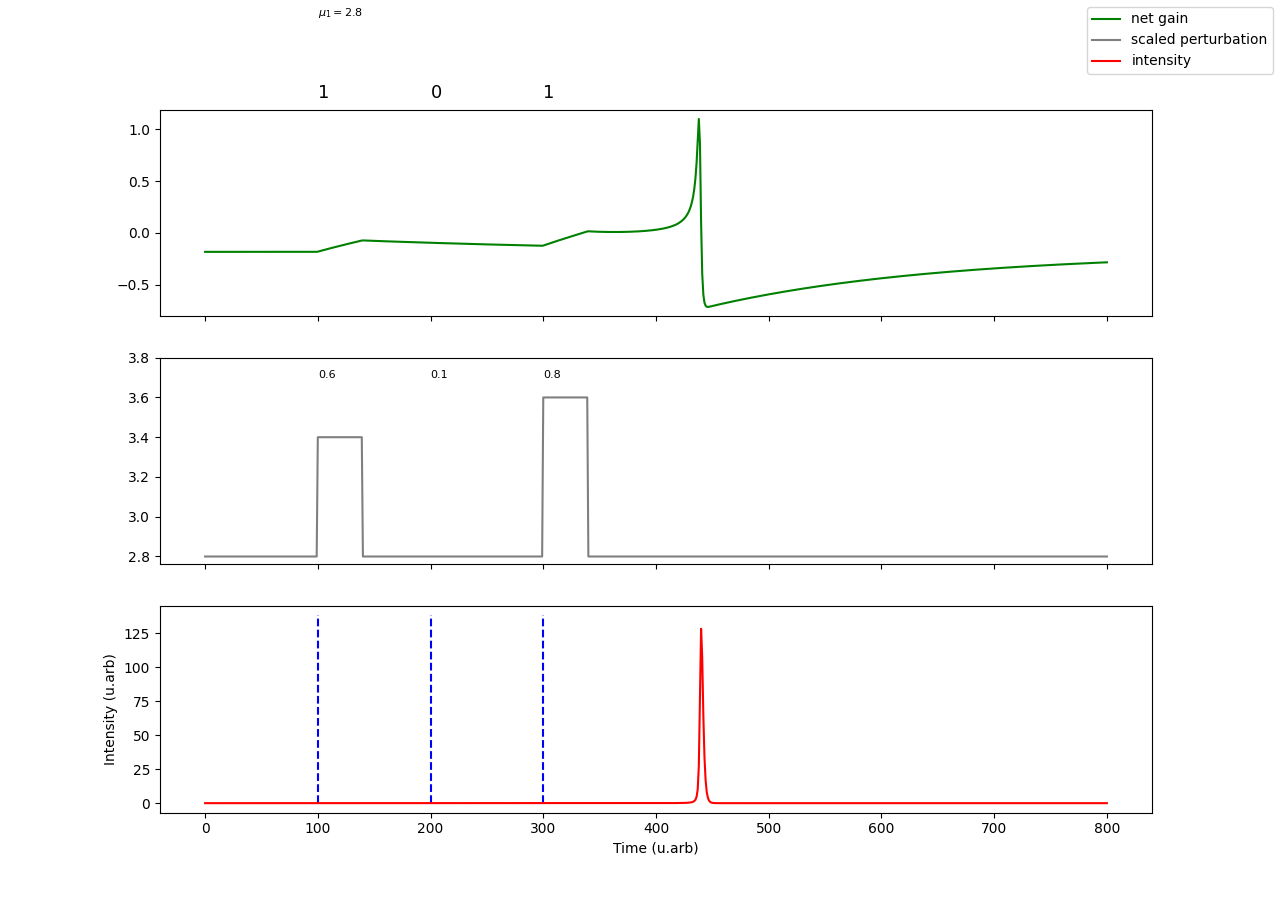 μ₁ = 2.8
net gain
scaled perturbation
intensity
1 0 1
1.0
0.5
0.0
−0.5
3.8
3.6
3.4
3.2
3.0
2.8
0.6 0.1 0.8
125
100
75
50
25
0
Intensity (u.arb)
0 100 200 300 400 500 600 700 800
Time (u.arb)